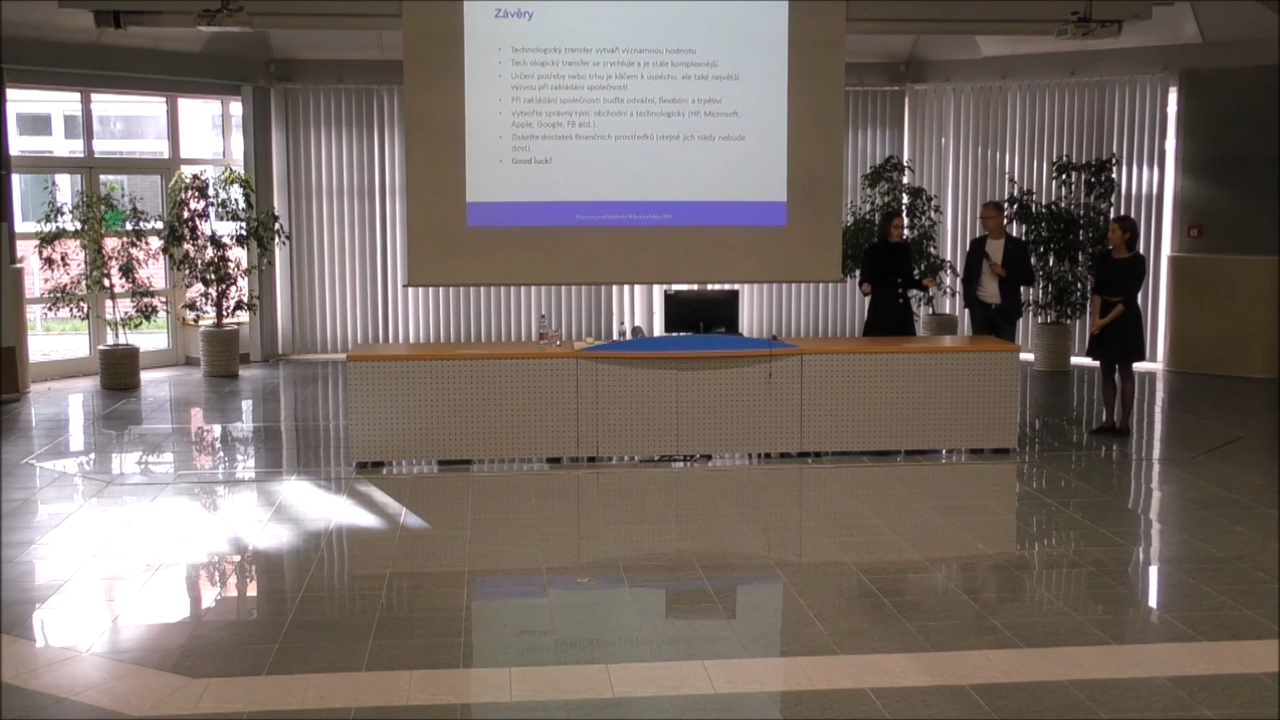 Závěry
Technologický transfer vytváří významnou hodnotu
Tech ologický transfer se zrychluje a je stále komplexnější
Určení potřeby nebo trhu je klíčem k úspěchu, ale také největší
výzvou při zakládání společnosti
Při zakládání společnosti buďte odvážní, flexibilní a trpěliví
Vytvořte správný tým: obchodní a technologický (HP, Microsoft,
Apple, Google, FB atd.).
Získejte dostatek finančních prostředků (stejně jich nikdy nebude
dost).
Good luck!